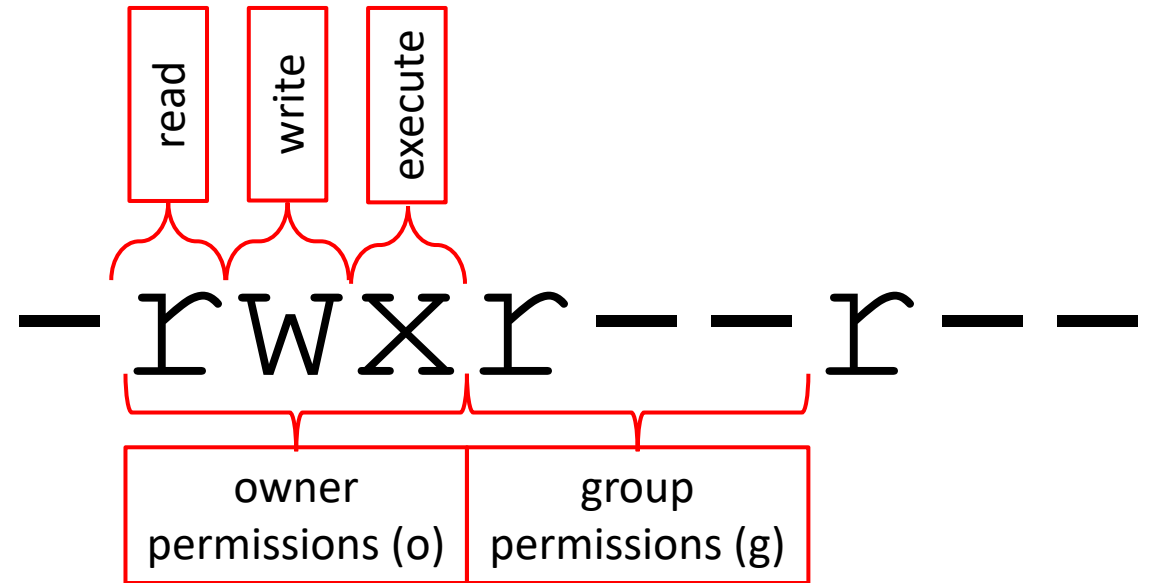 read
write
execute
-rwxr--r--
owner
permissions (o)
group
permissions (g)